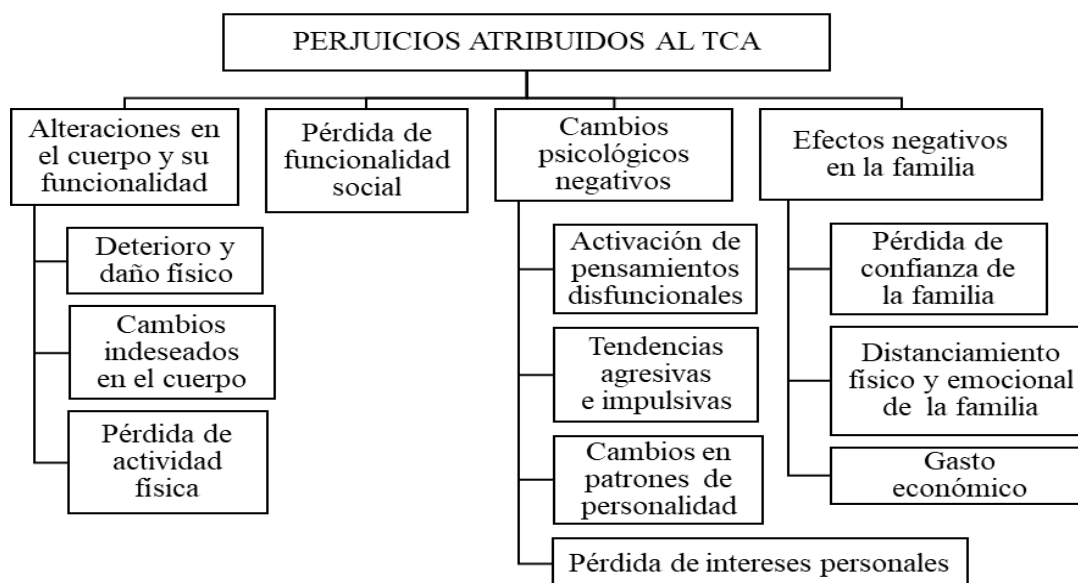 PERJUICIOS ATRIBUIDOS AL TCA
Alteraciones en
el cuerpo y su
funcionalidad
Deterioro y
daño físico
Cambios
indeseados
en el cuerpo
Pérdida de
actividad
física
Pérdida de
funcionalidad
social
Cambios
psicológicos
negativos
Activación de
pensamientos
disfuncionales
Tendencias
agresivas
e impulsivas
Cambios en
patrones de
personalidad
Pérdida de intereses personales
Efectos negativos
en la familia
Pérdida de
confianza de
la familia
Distanciamiento
físico y emocional
de la familia
Gasto
económico